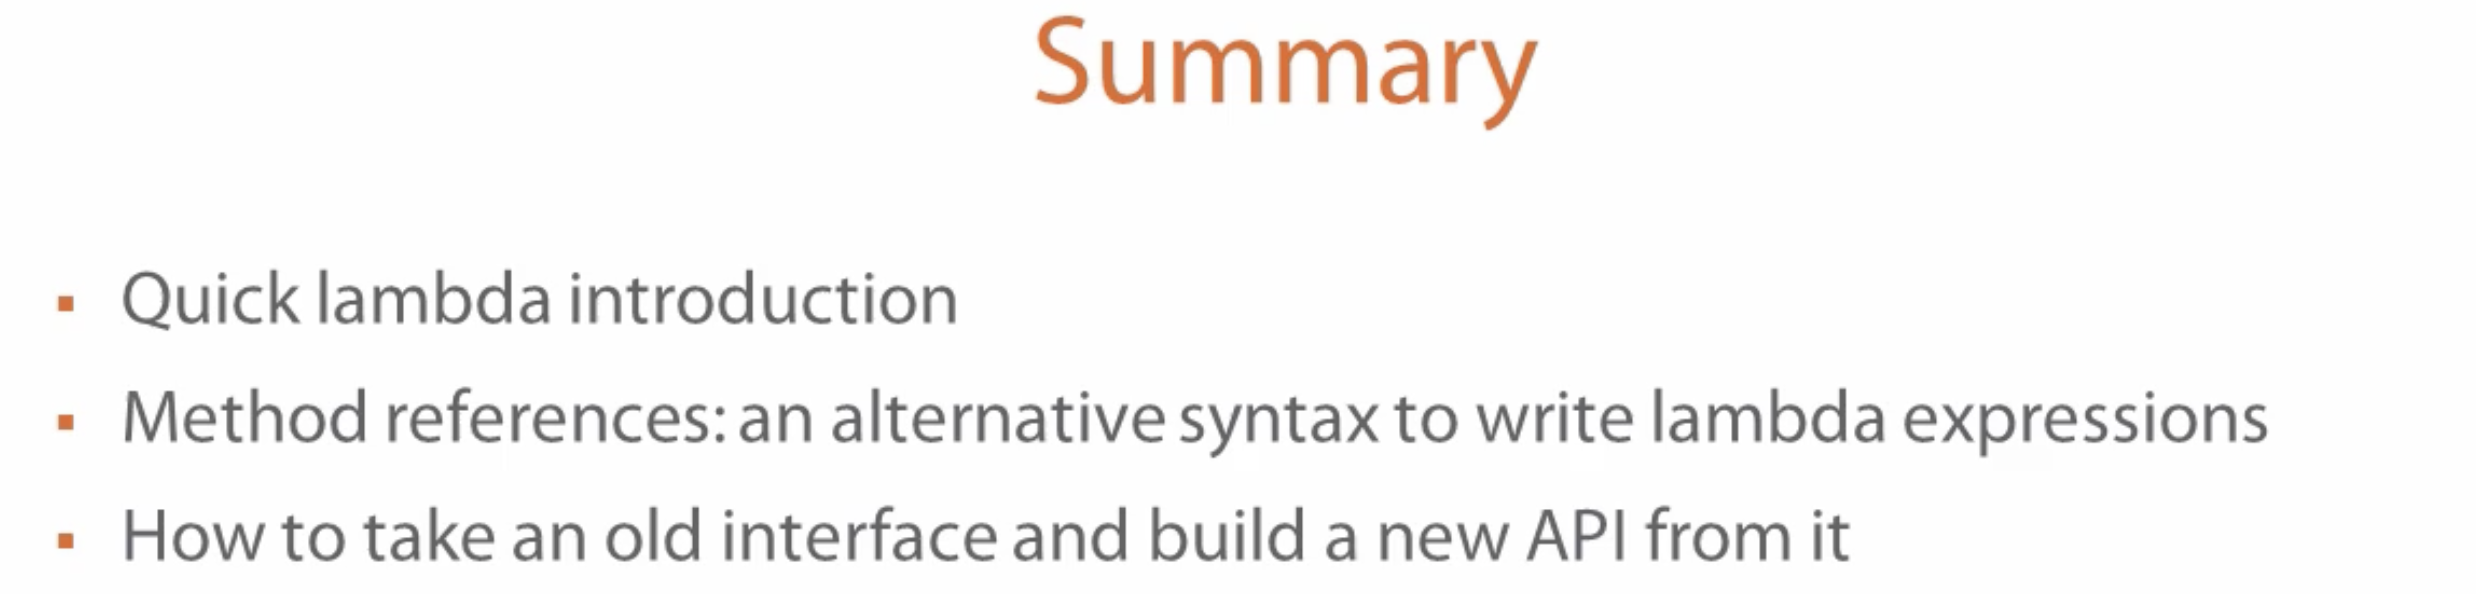 Summary
Quick lambda introduction
Method references: an alternative syntax to write lambda expressions
How to take an old interface and build a new API from it